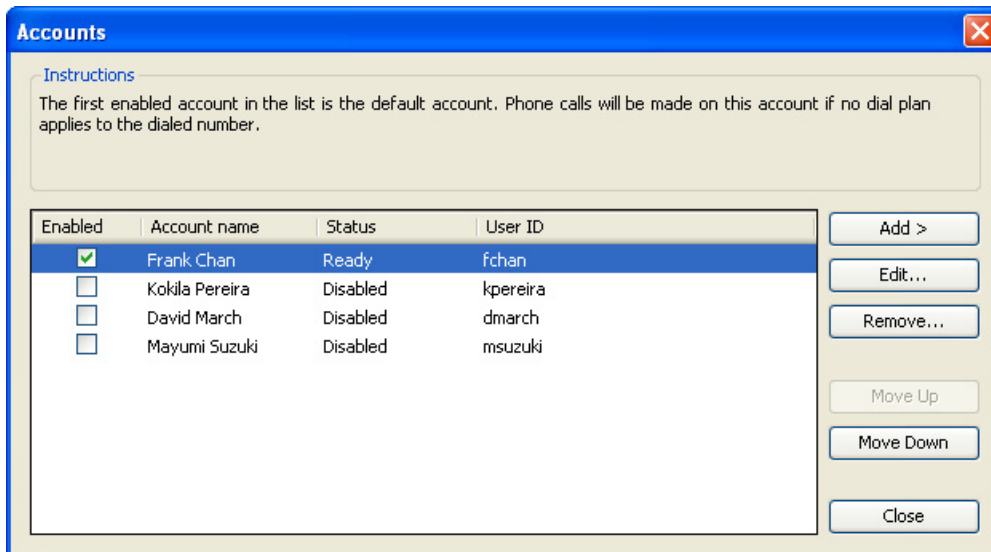 Accounts
Instructions
The first enabled account in the list is the default account. Phone calls will be made on this account if no dial plan
applies to the dialed number.
Enabled Account name Status User ID
Frank Chan Ready fchan
Kokila Pereira Disabled kpereira
David March Disabled dmarch
Mayumi Suzuki Disabled msuzuki
Add >
Edit...
Remove...
Move Up
Move Down
Close